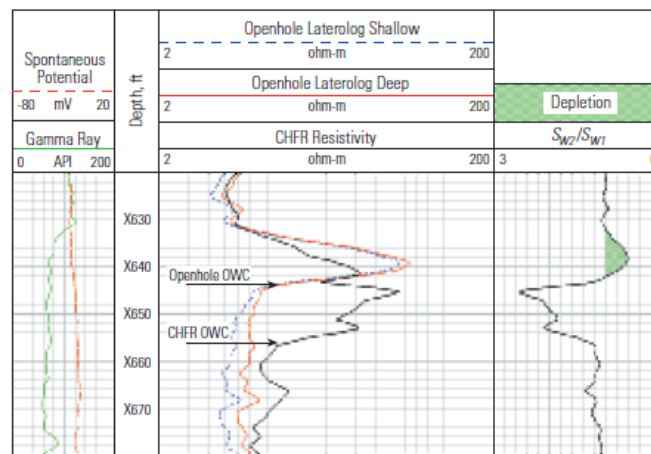 Openhole Laterolog Shallow
2 ohm-m 200
Spontaneous
Potential
-80 mV 20
Depth, ft
Openhole Laterolog Deep
2 ohm-m 200
Depletion
Gamma Ray
0 API 200
CHFR Resistivity
2 ohm-m 200
SW2/SW1
3
X630
X640
Openhole OWC
X650
CHFR OWC
X660
X670